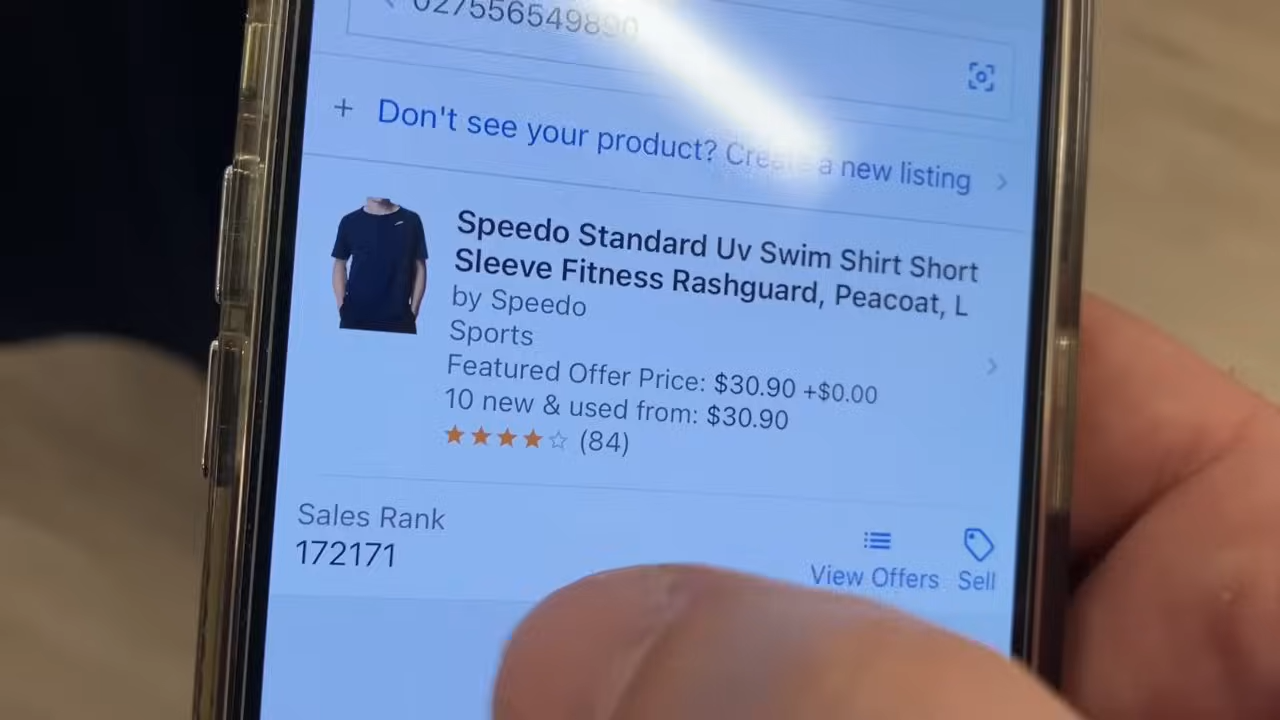 027556549890
+ Don't see your product? Create a new listing
Speedo Standard Uv Swim Shirt Short
Sleeve Fitness Rashguard, Peacoat, L
by Speedo
Sports
Featured Offer Price: $30.90 +$0.00
10 new & used from: $30.90
(84)
Sales Rank
172171
View Offers
Sell